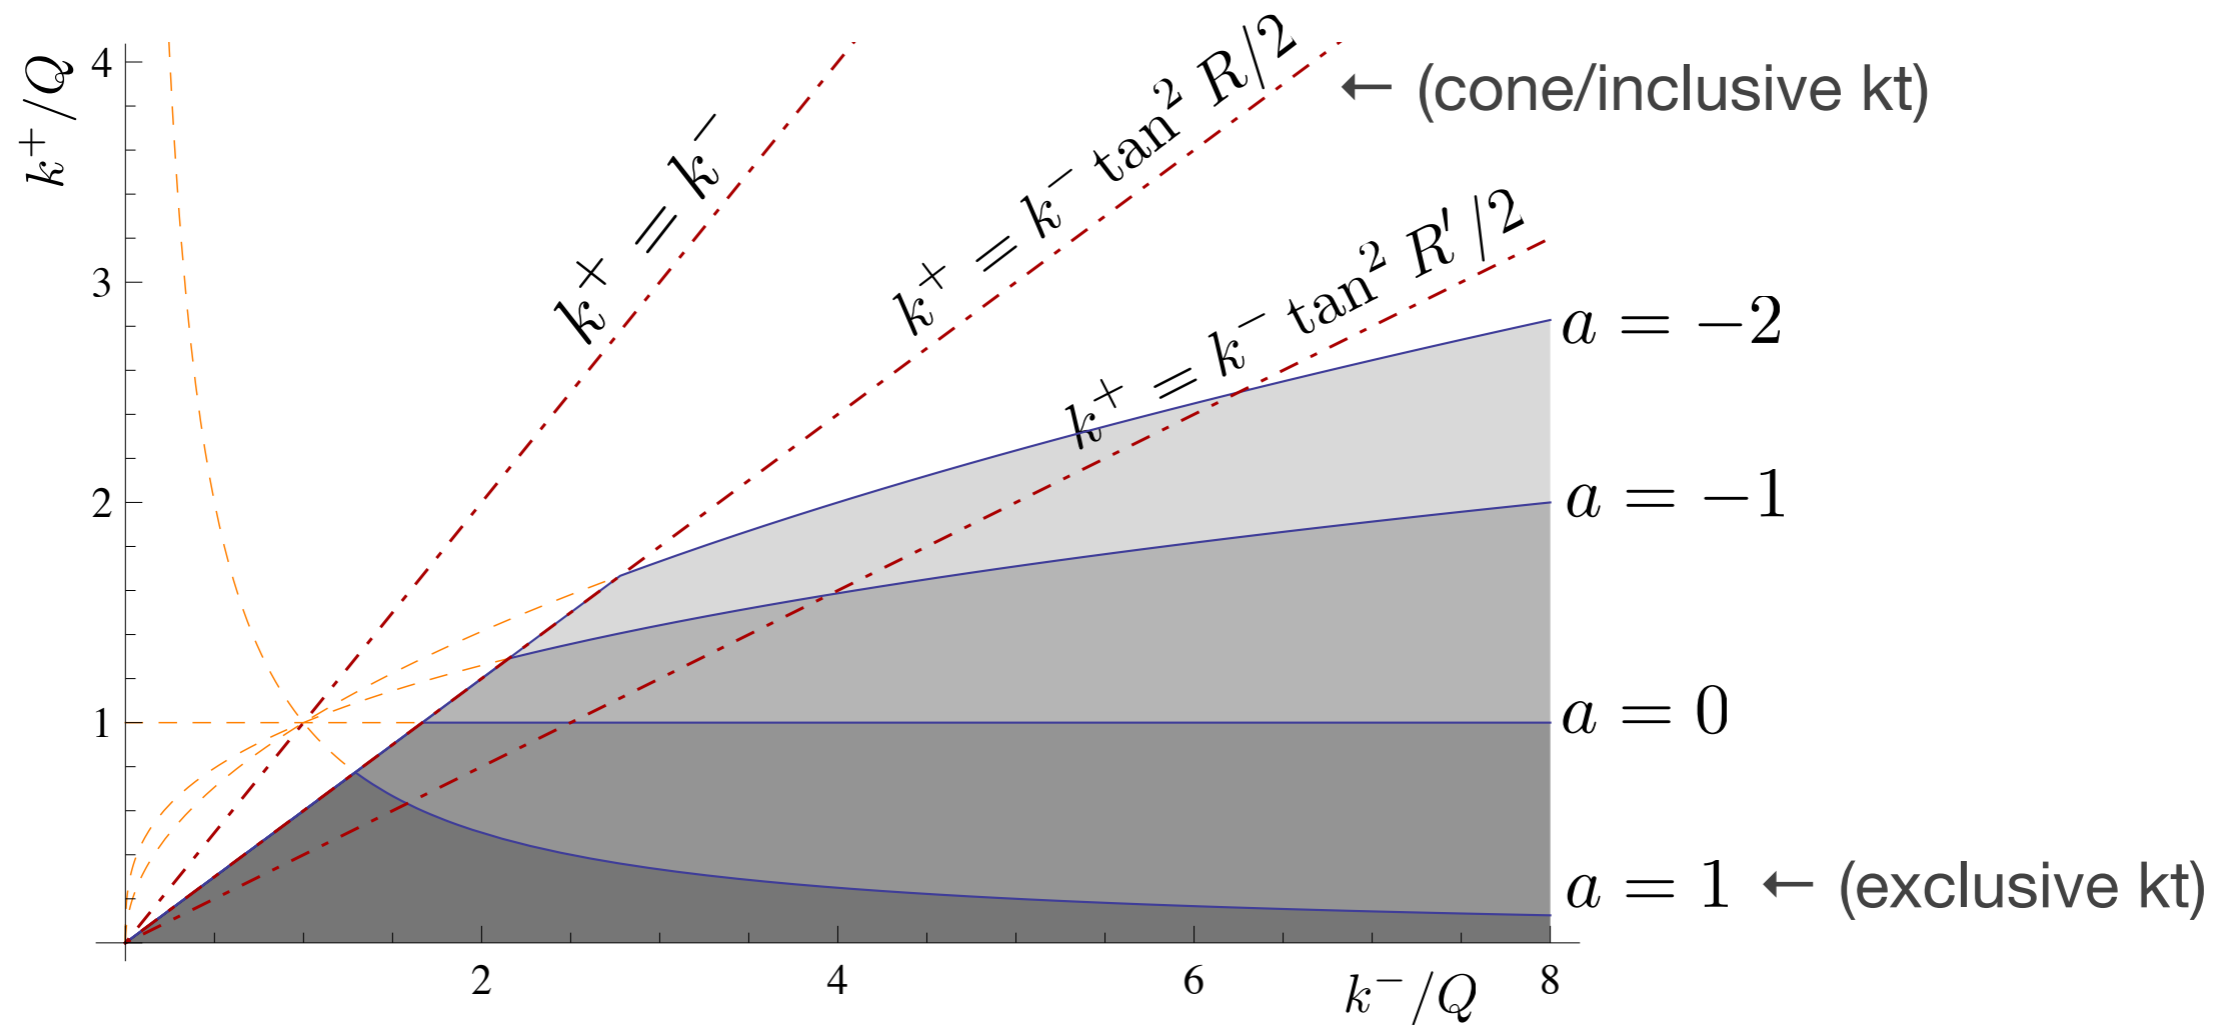 k⁺/Q
4
3
2
1
k⁺ = k⁻
k⁺ = k⁻ tan² R/2
← (cone/inclusive kt)
k⁺ = k⁻ tan² R′/2
a = −2
a = −1
a = 0
a = 1 ← (exclusive kt)
2 4 6 k⁻/Q 8